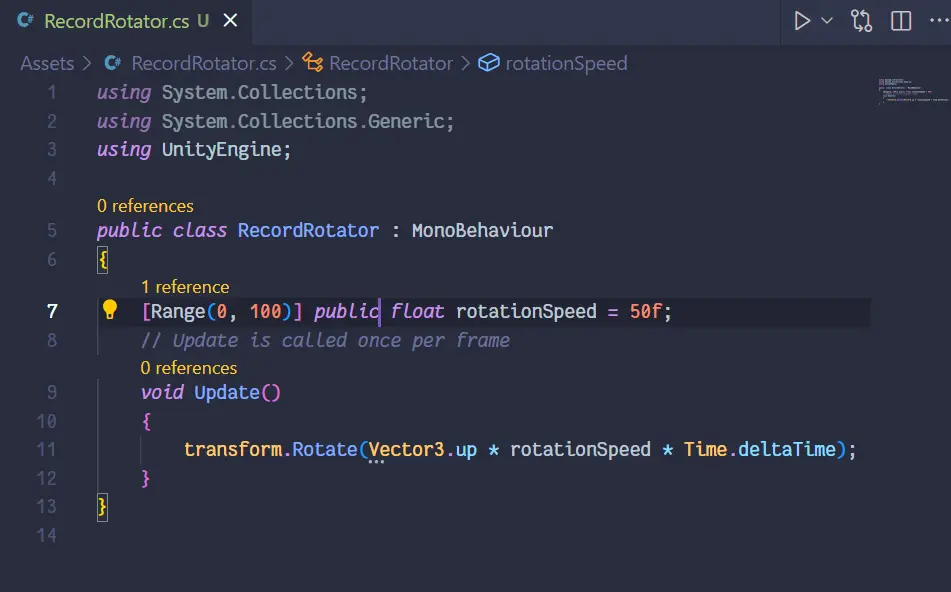 RecordRotator.cs U
Assets > RecordRotator.cs > RecordRotator > rotationSpeed
1 using System.Collections;
2 using System.Collections.Generic;
3 using UnityEngine;
4
0 references
5 public class RecordRotator : MonoBehaviour
6 {
1 reference
7 [Range(0, 100)] public float rotationSpeed = 50f;
8 // Update is called once per frame
0 references
9 void Update()
10 {
11 transform.Rotate(Vector3.up * rotationSpeed * Time.deltaTime);
12 }
13 }
14